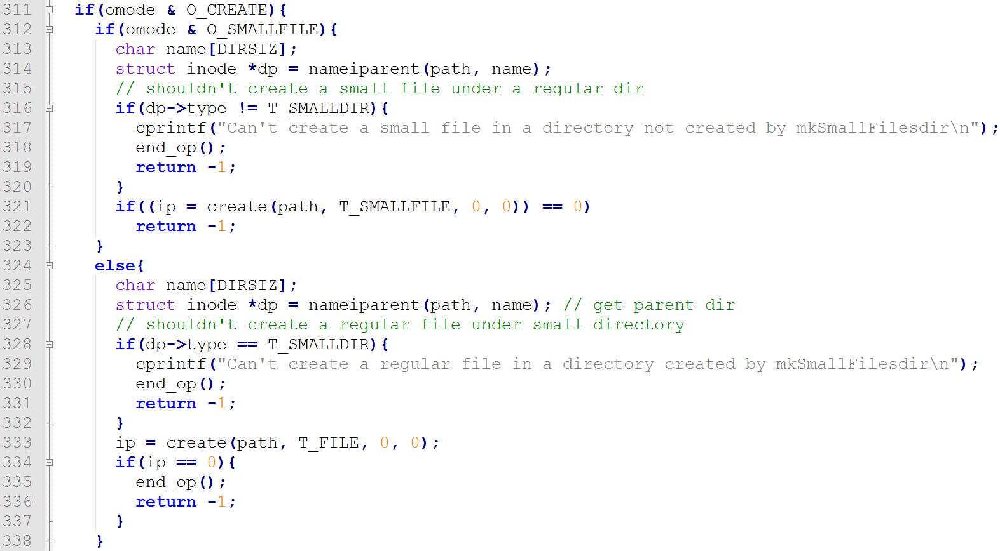 311 if(omode & O_CREATE){
312 if(omode & O_SMALLFILE){
313 char name[DIRSIZ];
314 struct inode *dp = nameiparent(path, name);
315 // shouldn't create a small file under a regular dir
316 if(dp->type != T_SMALLDIR){
317 cprintf("Can't create a small file in a directory not created by mkSmallFilesdir\n");
318 end_op();
319 return -1;
320 }
321 if((ip = create(path, T_SMALLFILE, 0, 0)) == 0)
322 return -1;
323 }
324 else{
325 char name[DIRSIZ];
326 struct inode *dp = nameiparent(path, name); // get parent dir
327 // shouldn't create a regular file under small directory
328 if(dp->type == T_SMALLDIR){
329 cprintf("Can't create a regular file in a directory created by mkSmallFilesdir\n");
330 end_op();
331 return -1;
332 }
333 ip = create(path, T_FILE, 0, 0);
334 if(ip == 0){
335 end_op();
336 return -1;
337 }
338 }